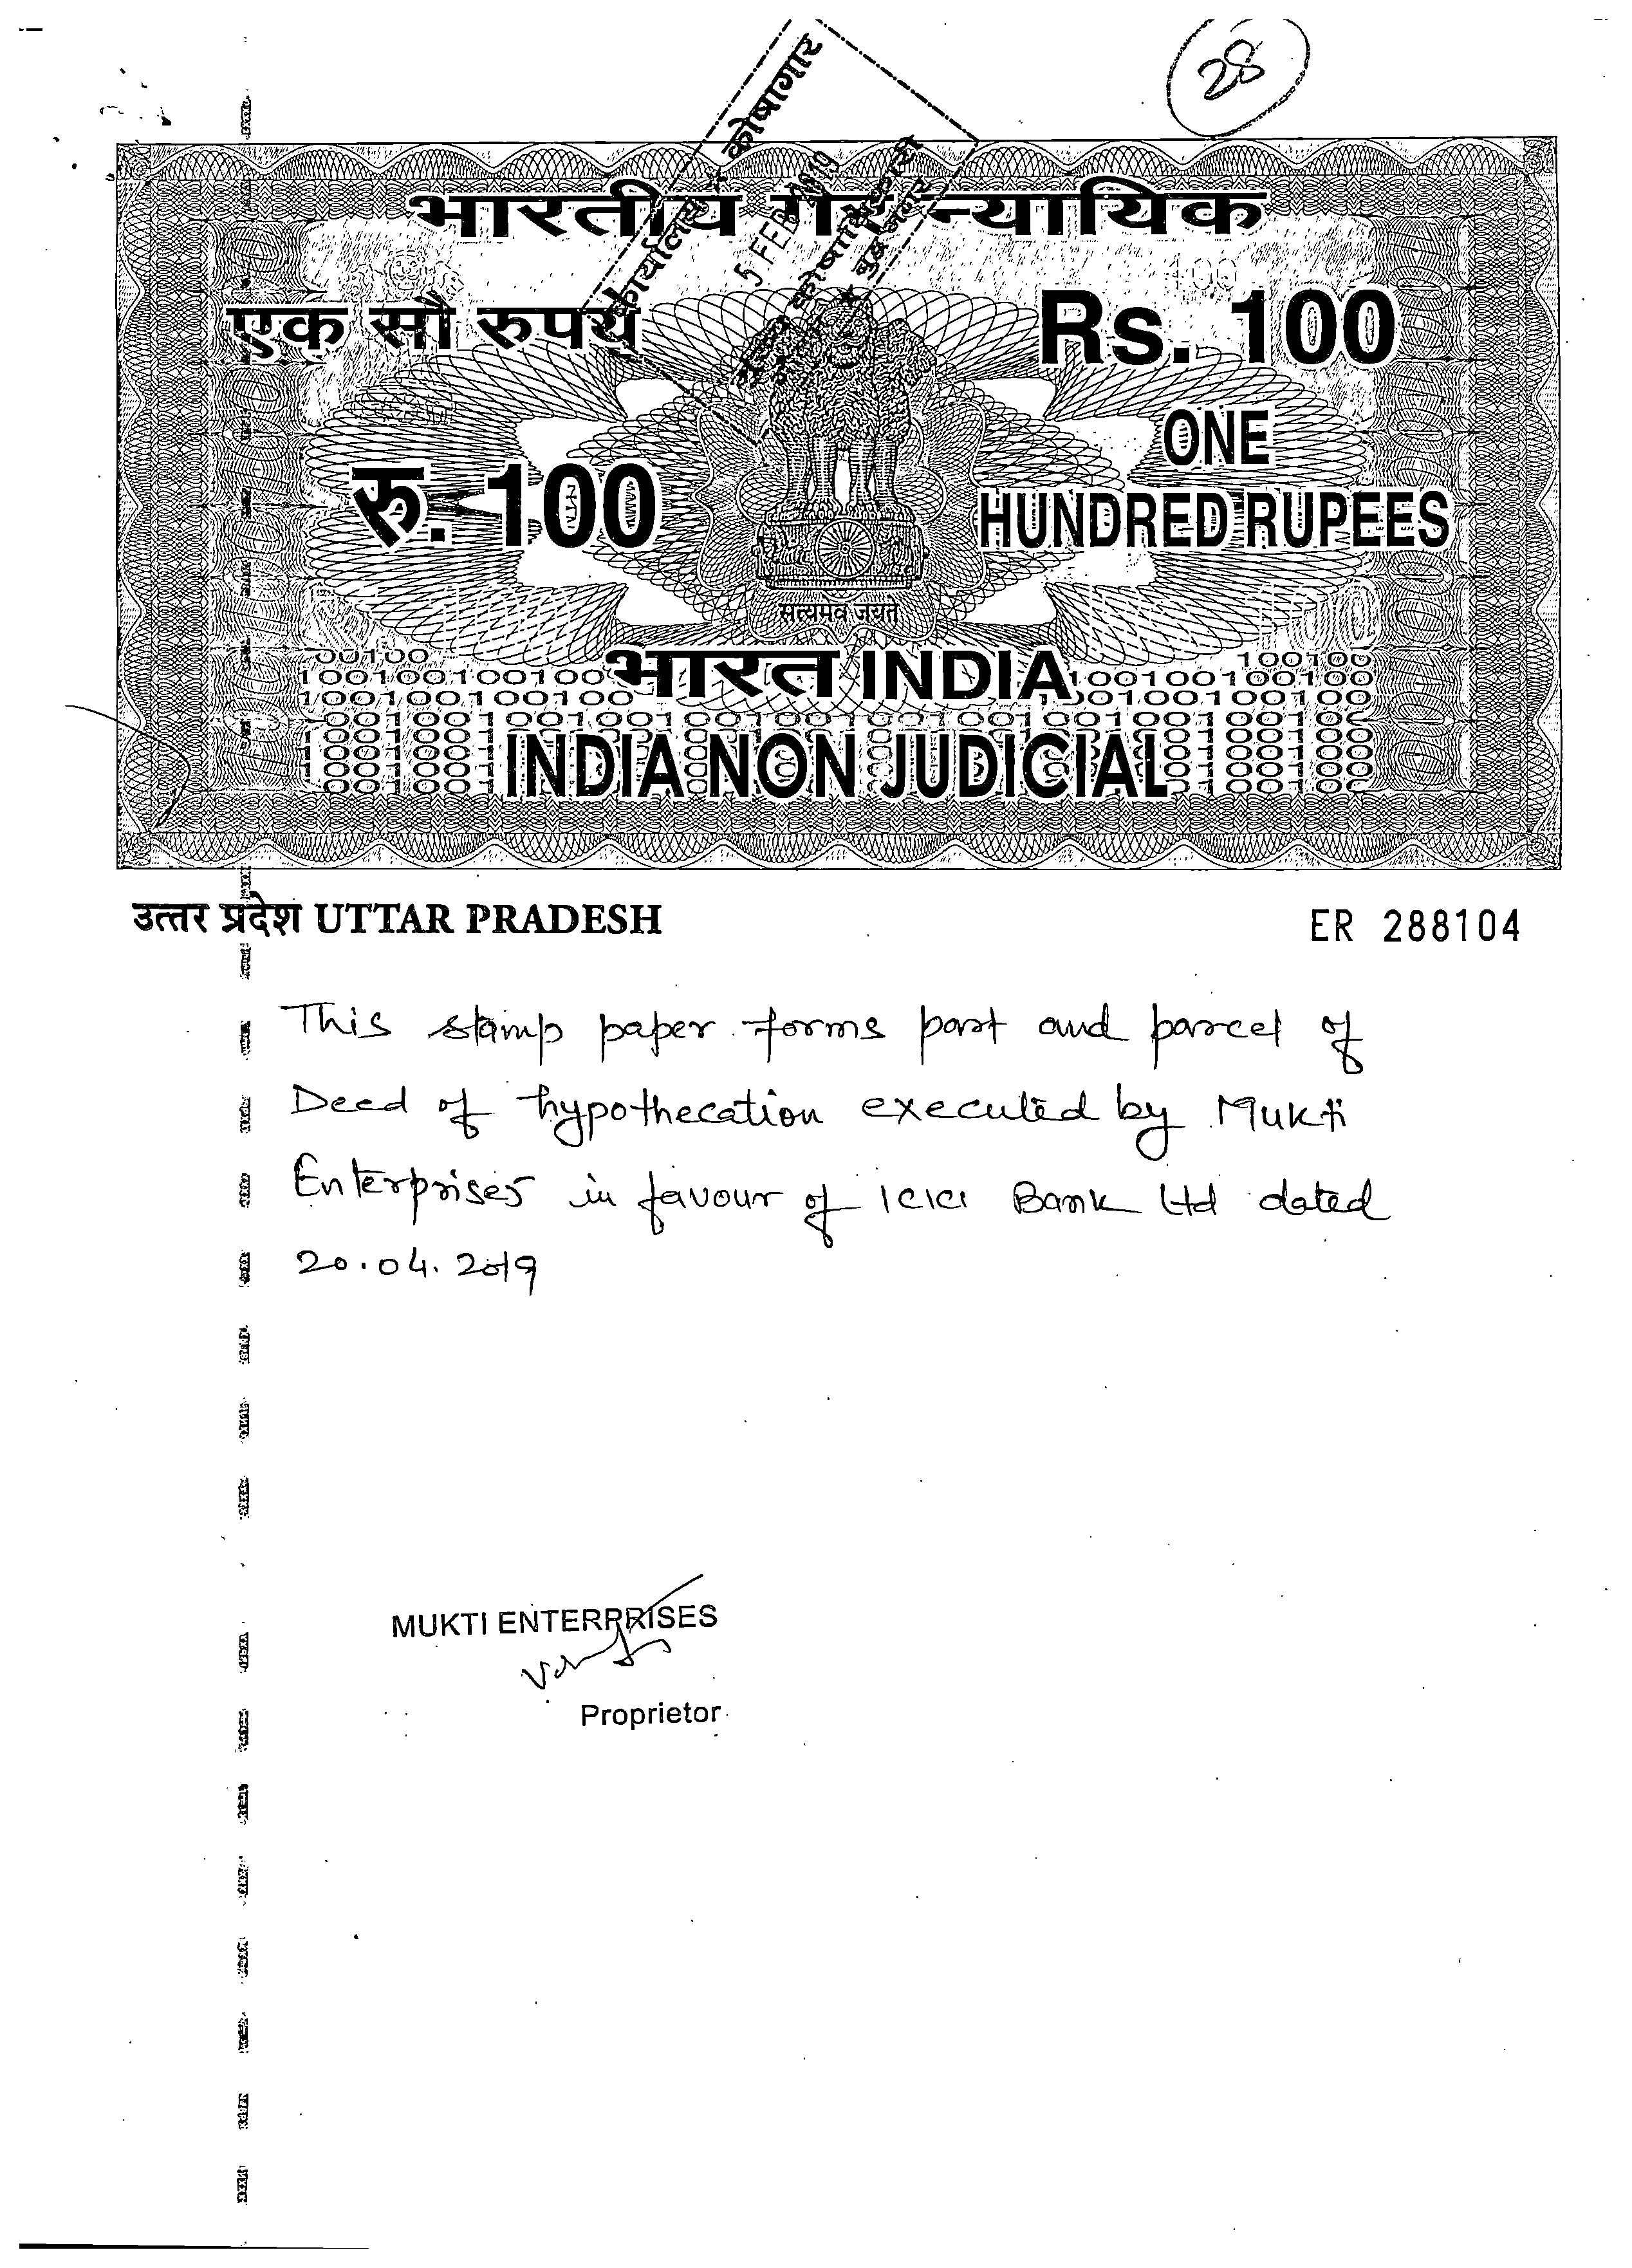 28
कार्यालय ★ कोषागार
5 FEB 2019
मुख्य कोषाधिकारी
भारतीय गैर न्यायिक
एक सौ रुपये
Rs. 100
रु. 100
ONE
HUNDRED RUPEES
सत्यमेव जयते
भारत INDIA
INDIA NON JUDICIAL
उत्तर प्रदेश UTTAR PRADESH
ER 288104
This stamp paper forms part and parcel of
Deed of hypothecation executed by Mukti
Enterprises in favour of ICICI Bank Ltd dated
20.04.2019
MUKTI ENTERPRISES
Proprietor